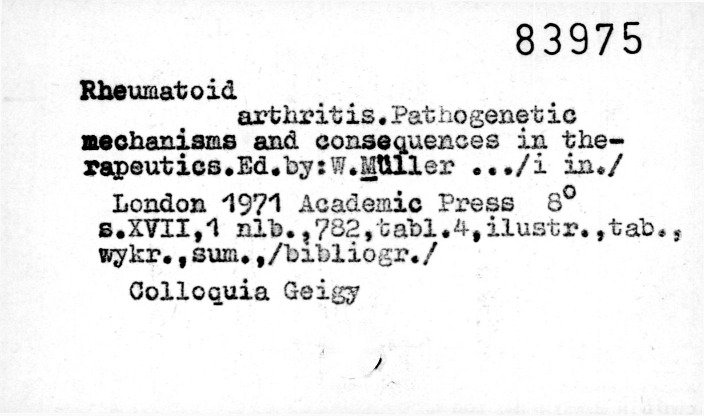 83975
Rheumatoid
arthritis.Pathogenetic
mechanisms and consequences in the-
rapeutics.Ed.by:W.Müller .../i in./
London 1971 Academic Press 8°
s.XVII,1 nlb.,782,tabl.4,ilustr.,tab.,
wykr.,sum.,/bibliogr./
Colloquia Geigy